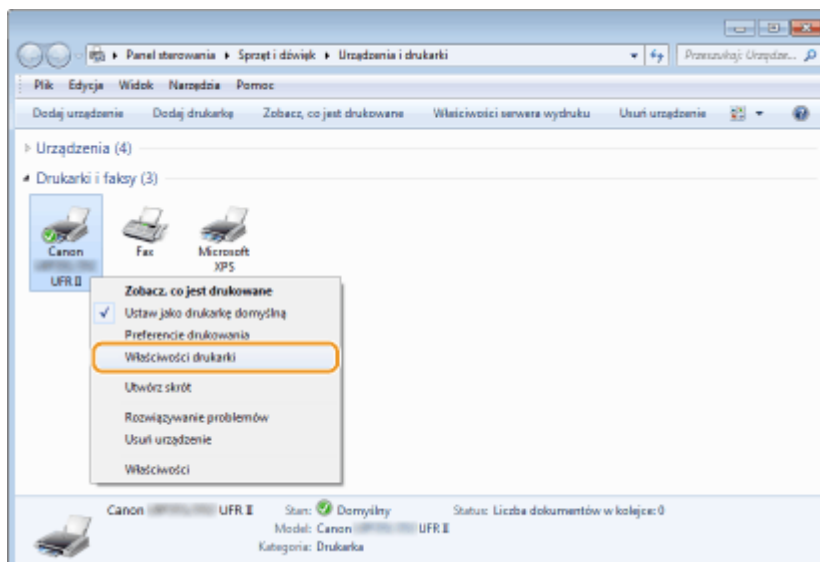 Panel sterowania ▸ Sprzęt i dźwięk ▸ Urządzenia i drukarki Przeszukaj: Urządze...
Plik Edycja Widok Narzędzia Pomoc
Dodaj urządzenie Dodaj drukarkę Zobacz, co jest drukowane Właściwości serwera wydruku Usuń urządzenie
Urządzenia (4)
Drukarki i faksy (3)
Canon
UFR II
Fax
Microsoft
XPS
Zobacz, co jest drukowane
Ustaw jako drukarkę domyślną
Preferencje drukowania
Właściwości drukarki
Utwórz skrót
Rozwiązywanie problemów
Usuń urządzenie
Właściwości
Canon UFR II Stan: Domyślny Status: Liczba dokumentów w kolejce: 0
Model: Canon UFR II
Kategoria: Drukarka